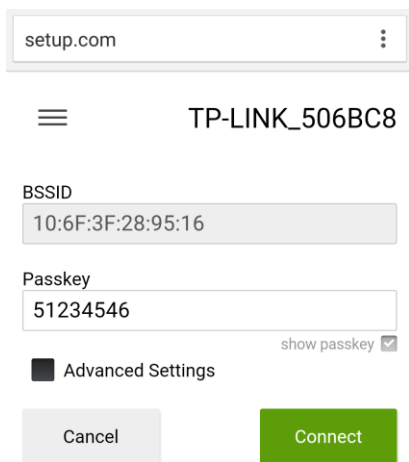 setup.com
TP-LINK_506BC8
BSSID
10:6F:3F:28:95:16
Passkey
51234546
show passkey
Advanced Settings
Cancel
Connect